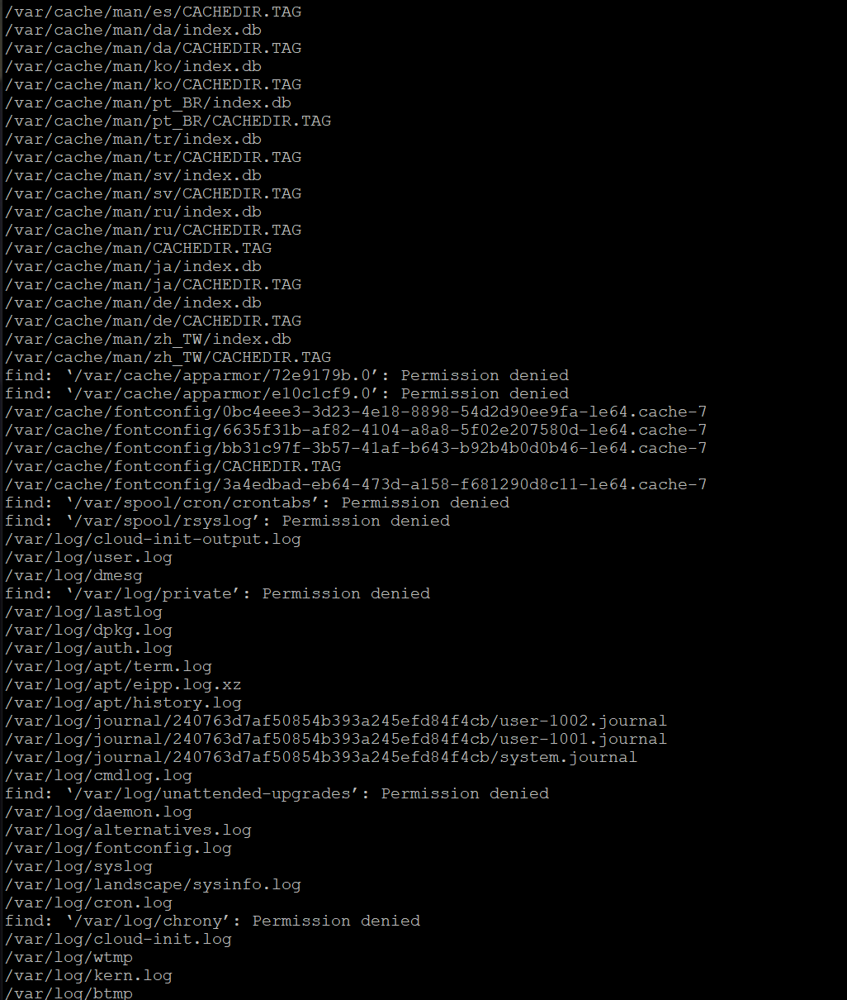 /var/cache/man/es/CACHEDIR.TAG
/var/cache/man/da/index.db
/var/cache/man/da/CACHEDIR.TAG
/var/cache/man/ko/index.db
/var/cache/man/ko/CACHEDIR.TAG
/var/cache/man/pt_BR/index.db
/var/cache/man/pt_BR/CACHEDIR.TAG
/var/cache/man/tr/index.db
/var/cache/man/tr/CACHEDIR.TAG
/var/cache/man/sv/index.db
/var/cache/man/sv/CACHEDIR.TAG
/var/cache/man/ru/index.db
/var/cache/man/ru/CACHEDIR.TAG
/var/cache/man/CACHEDIR.TAG
/var/cache/man/ja/index.db
/var/cache/man/ja/CACHEDIR.TAG
/var/cache/man/de/index.db
/var/cache/man/de/CACHEDIR.TAG
/var/cache/man/zh_TW/index.db
/var/cache/man/zh_TW/CACHEDIR.TAG
find: ‘/var/cache/apparmor/72e9179b.0’: Permission denied
find: ‘/var/cache/apparmor/e10c1cf9.0’: Permission denied
/var/cache/fontconfig/0bc4eee3-3d23-4e18-8898-54d2d90ee9fa-le64.cache-7
/var/cache/fontconfig/6635f31b-af82-4104-a8a8-5f02e207580d-le64.cache-7
/var/cache/fontconfig/bb31c97f-3b57-41af-b643-b92b4b0d0b46-le64.cache-7
/var/cache/fontconfig/CACHEDIR.TAG
/var/cache/fontconfig/3a4edbad-eb64-473d-a158-f681290d8c11-le64.cache-7
find: ‘/var/spool/cron/crontabs’: Permission denied
find: ‘/var/spool/rsyslog’: Permission denied
/var/log/cloud-init-output.log
/var/log/user.log
/var/log/dmesg
find: ‘/var/log/private’: Permission denied
/var/log/lastlog
/var/log/dpkg.log
/var/log/auth.log
/var/log/apt/term.log
/var/log/apt/eipp.log.xz
/var/log/apt/history.log
/var/log/journal/240763d7af50854b393a245efd84f4cb/user-1002.journal
/var/log/journal/240763d7af50854b393a245efd84f4cb/user-1001.journal
/var/log/journal/240763d7af50854b393a245efd84f4cb/system.journal
/var/log/cmdlog.log
find: ‘/var/log/unattended-upgrades’: Permission denied
/var/log/daemon.log
/var/log/alternatives.log
/var/log/fontconfig.log
/var/log/syslog
/var/log/landscape/sysinfo.log
/var/log/cron.log
find: ‘/var/log/chrony’: Permission denied
/var/log/cloud-init.log
/var/log/wtmp
/var/log/kern.log
/var/log/btmp